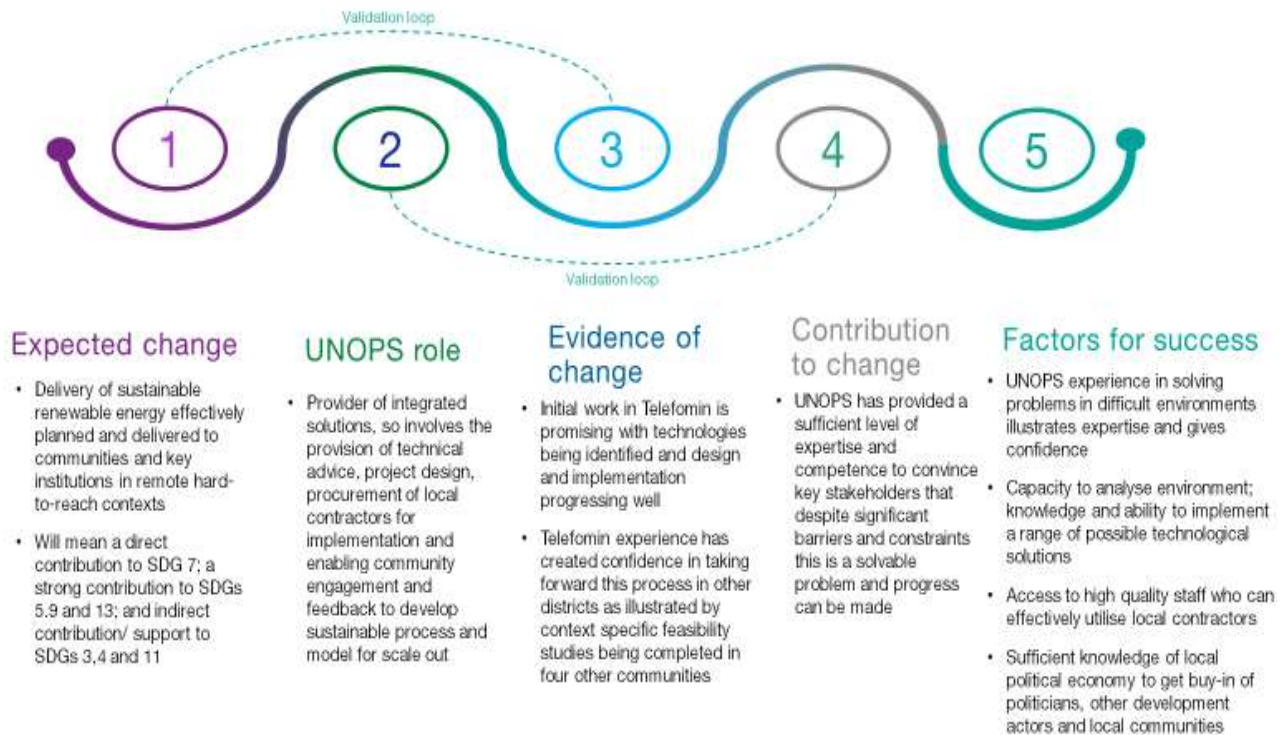 Validation loop
1
2
3
4
5
Validation loop
Expected change
• Delivery of sustainable
renewable energy effectively
planned and delivered to
communities and key
institutions in remote hard-
to-reach contexts
• Will mean a direct
contribution to SDG 7; a
strong contribution to SDGs
5.9 and 13; and indirect
contribution/ support to
SDGs 3,4 and 11
UNOPS role
• Provider of integrated
solutions, so involves the
provision of technical
advice, project design,
procurement of local
contractors for
implementation and
enabling community
engagement and
feedback to develop
sustainable process and
model for scale out
Evidence of
change
• Initial work in Telefomin is
promising with technologies
being identified and design
and implementation
progressing well
• Telefomin experience has
created confidence in taking
forward this process in other
districts as illustrated by
context specific feasibility
studies being completed in
four other communities
Contribution
to change
• UNOPS has provided a
sufficient level of
expertise and
competence to convince
key stakeholders that
despite significant
barriers and constraints
this is a solvable
problem and progress
can be made
Factors for success
• UNOPS experience in solving
problems in difficult environments
illustrates expertise and gives
confidence
• Capacity to analyse environment;
knowledge and ability to implement
a range of possible technological
solutions
• Access to high quality staff who can
effectively utilise local contractors
• Sufficient knowledge of local
political economy to get buy-in of
politicians, other development
actors and local communities